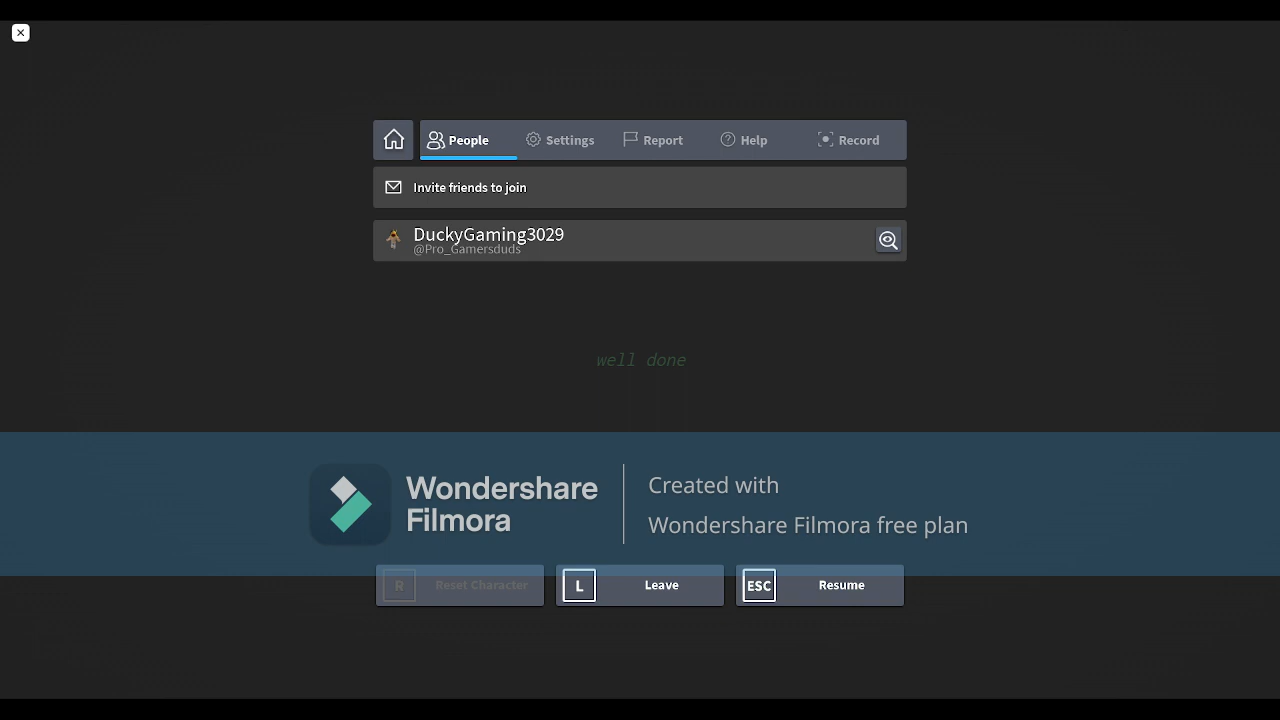 People
Settings
Report
Help
Record
Invite friends to join
DuckyGaming3029
@Pro_Gamersduds
well done
Wondershare
Filmora
Created with
Wondershare Filmora free plan
R Reset Character
L Leave
ESC Resume